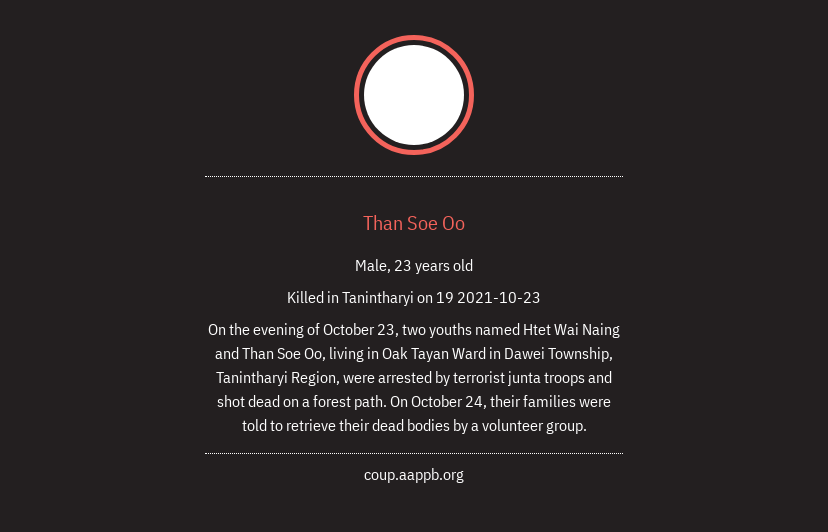 Than Soe Oo
Male, 23 years old
Killed in Tanintharyi on 19 2021-10-23
On the evening of October 23, two youths named Htet Wai Naing
and Than Soe Oo, living in Oak Tayan Ward in Dawei Township,
Tanintharyi Region, were arrested by terrorist junta troops and
shot dead on a forest path. On October 24, their families were
told to retrieve their dead bodies by a volunteer group.
coup.aappb.org